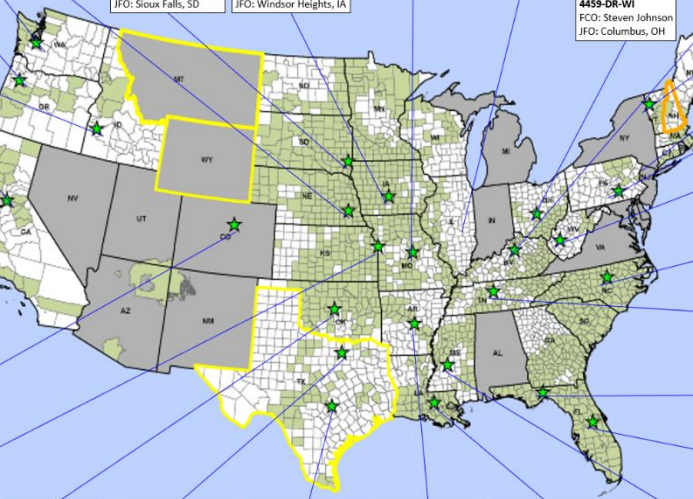 JFO: Sioux Falls, SD
JFO: Windsor Heights, IA
4459-DR-WI
FCO: Steven Johnson
JFO: Columbus, OH
WA
MT
ND
MN
OR
ID
WI
NH
MA
SD
WY
MI
NY
IA
PA
NE
NV
UT
IN
CA
CO
WV
VA
KS
MO
AZ
NM
OK
AR
TN
NC
SC
MS
AL
GA
TX
LA
FL